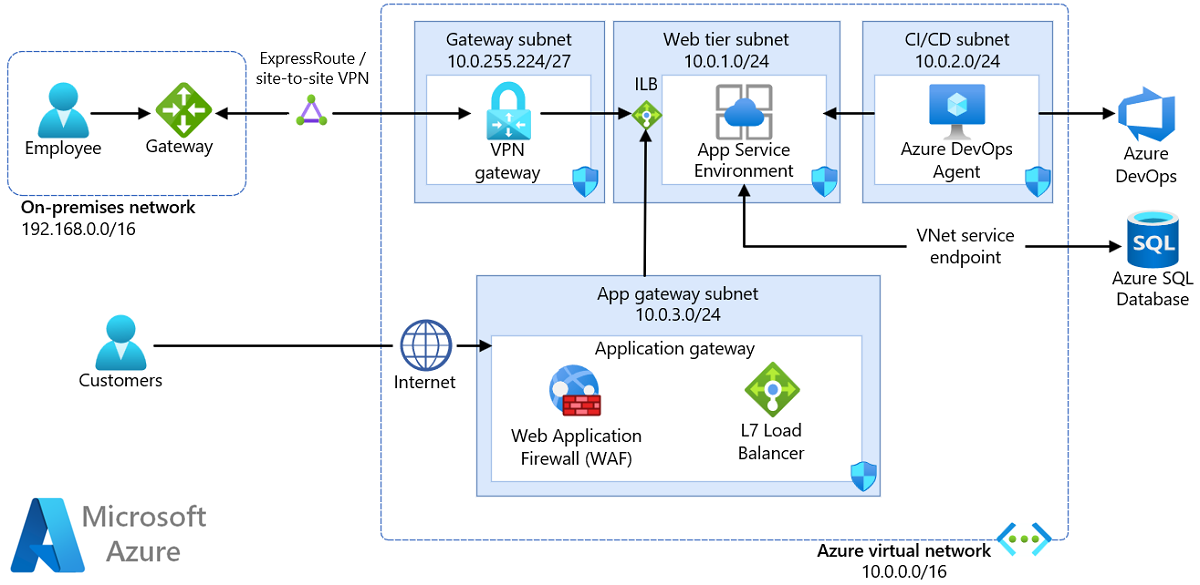 ExpressRoute /
site-to-site VPN
Employee
Gateway
On-premises network
192.168.0.0/16
Gateway subnet
10.0.255.224/27
VPN
gateway
Web tier subnet
10.0.1.0/24
ILB
App Service
Environment
CI/CD subnet
10.0.2.0/24
Azure DevOps
Agent
Azure
DevOps
VNet service
endpoint
SQL
Azure SQL
Database
Customers
Internet
App gateway subnet
10.0.3.0/24
Application gateway
Web Application
Firewall (WAF)
L7 Load
Balancer
Microsoft
Azure
Azure virtual network
10.0.0.0/16